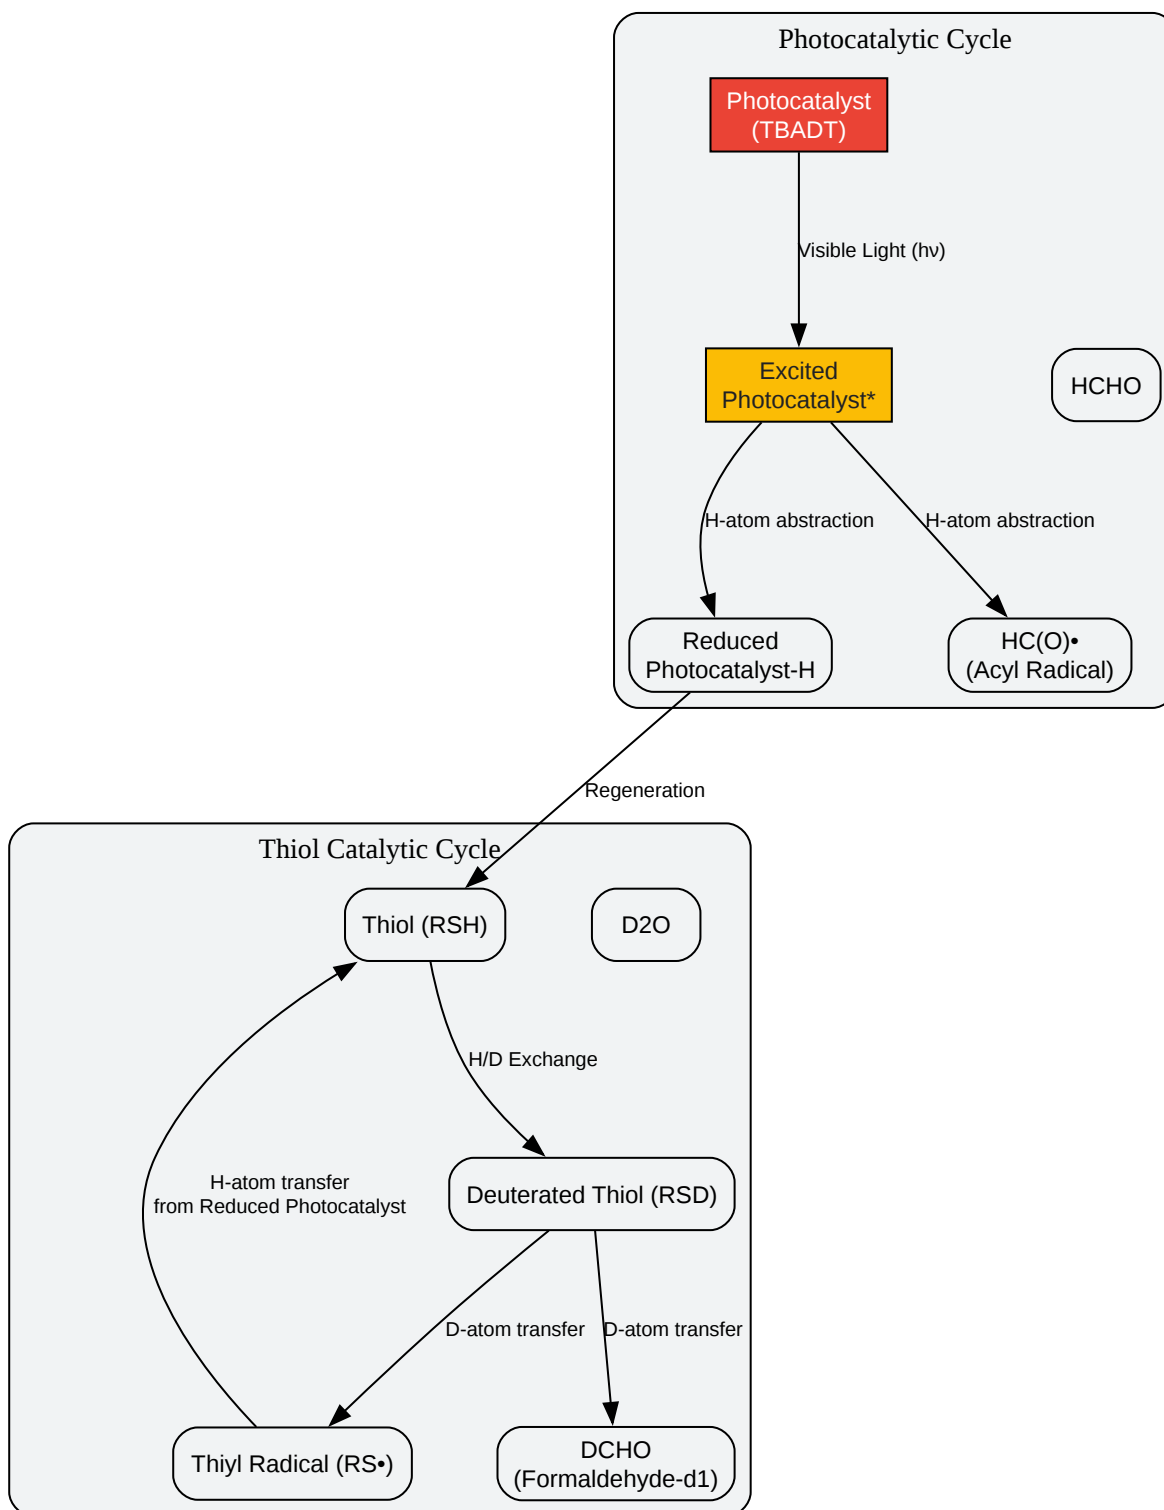 Photocatalytic Cycle
Photocatalyst
(TBADT)
Visible Light (hν)
Excited
Photocatalyst*
HCHO
H-atom abstraction
H-atom abstraction
Reduced
Photocatalyst-H
HC(O)•
(Acyl Radical)
Regeneration
Thiol Catalytic Cycle
Thiol (RSH)
D2O
H/D Exchange
Deuterated Thiol (RSD)
H-atom transfer
from Reduced Photocatalyst
D-atom transfer
D-atom transfer
Thiyl Radical (RS•)
DCHO
(Formaldehyde-d1)